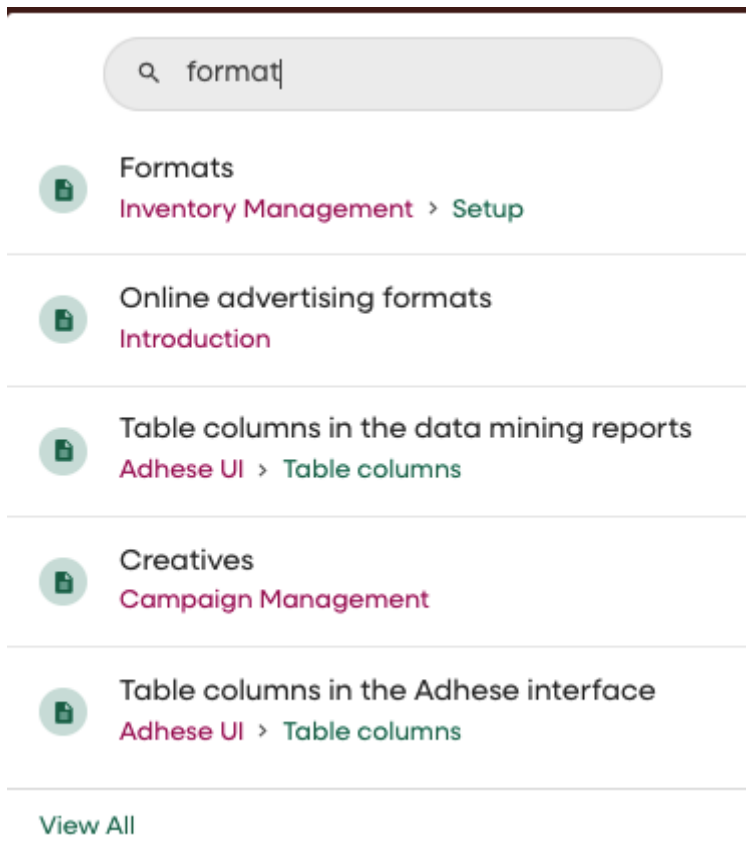 format
Formats
Inventory Management > Setup
Online advertising formats
Introduction
Table columns in the data mining reports
Adhese UI > Table columns
Creatives
Campaign Management
Table columns in the Adhese interface
Adhese UI > Table columns
View All